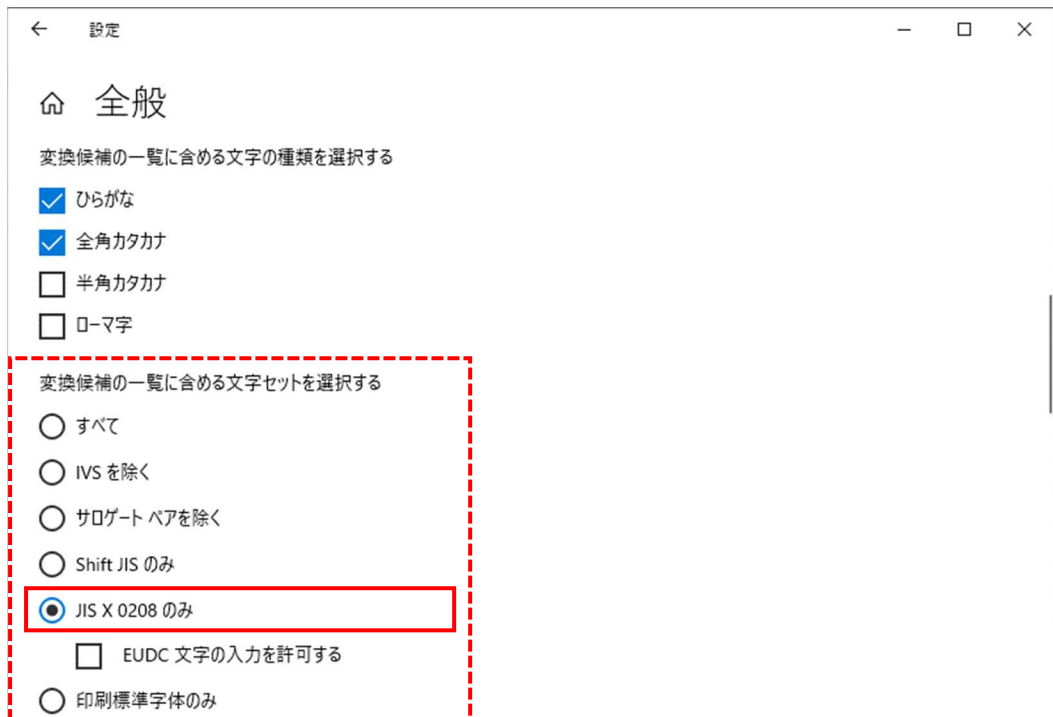 設定
全般
変換候補の一覧に含める文字の種類を選択する
ひらがな
全角カタカナ
半角カタカナ
ローマ字
変換候補の一覧に含める文字セットを選択する
すべて
IVS を除く
サロゲート ペアを除く
Shift JIS のみ
JIS X 0208 のみ
EUDC 文字の入力を許可する
印刷標準字体のみ